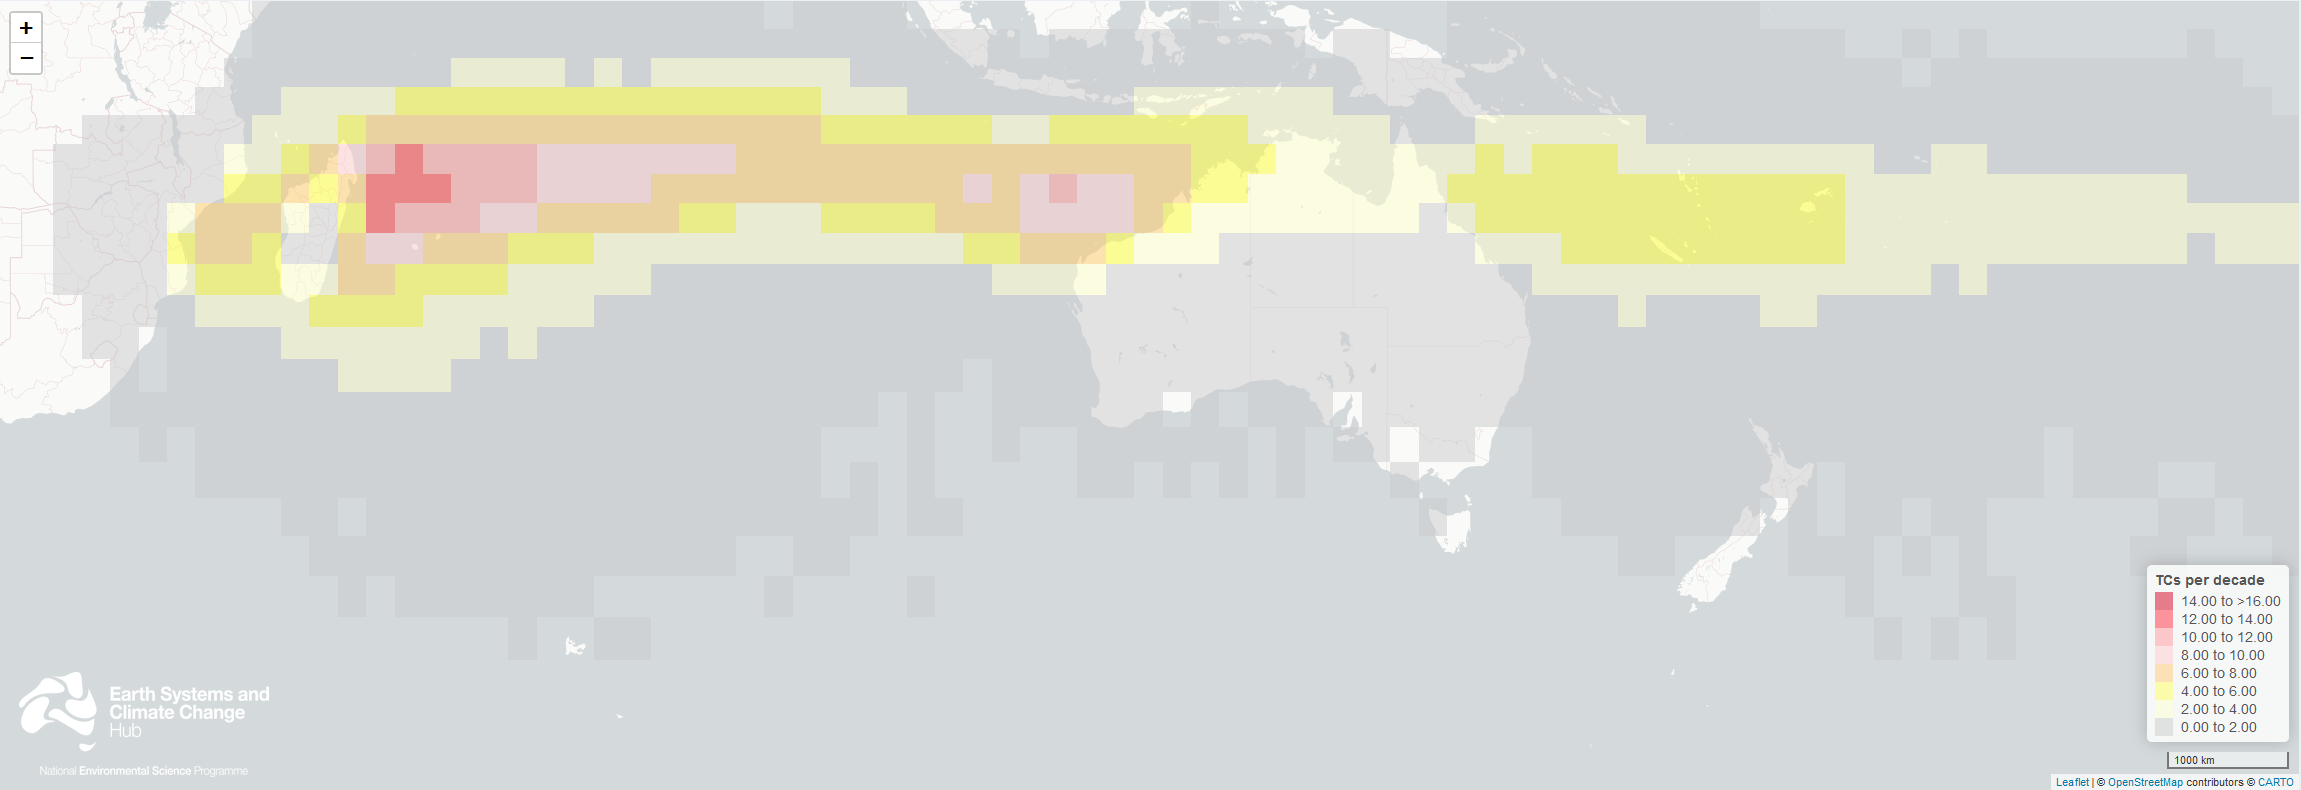 +
−
TCs per decade
14.00 to >16.00
12.00 to 14.00
10.00 to 12.00
8.00 to 10.00
6.00 to 8.00
4.00 to 6.00
2.00 to 4.00
0.00 to 2.00
Earth Systems and
Climate Change
Hub
National Environmental Science Programme
1000 km
Leaflet | © OpenStreetMap contributors © CARTO